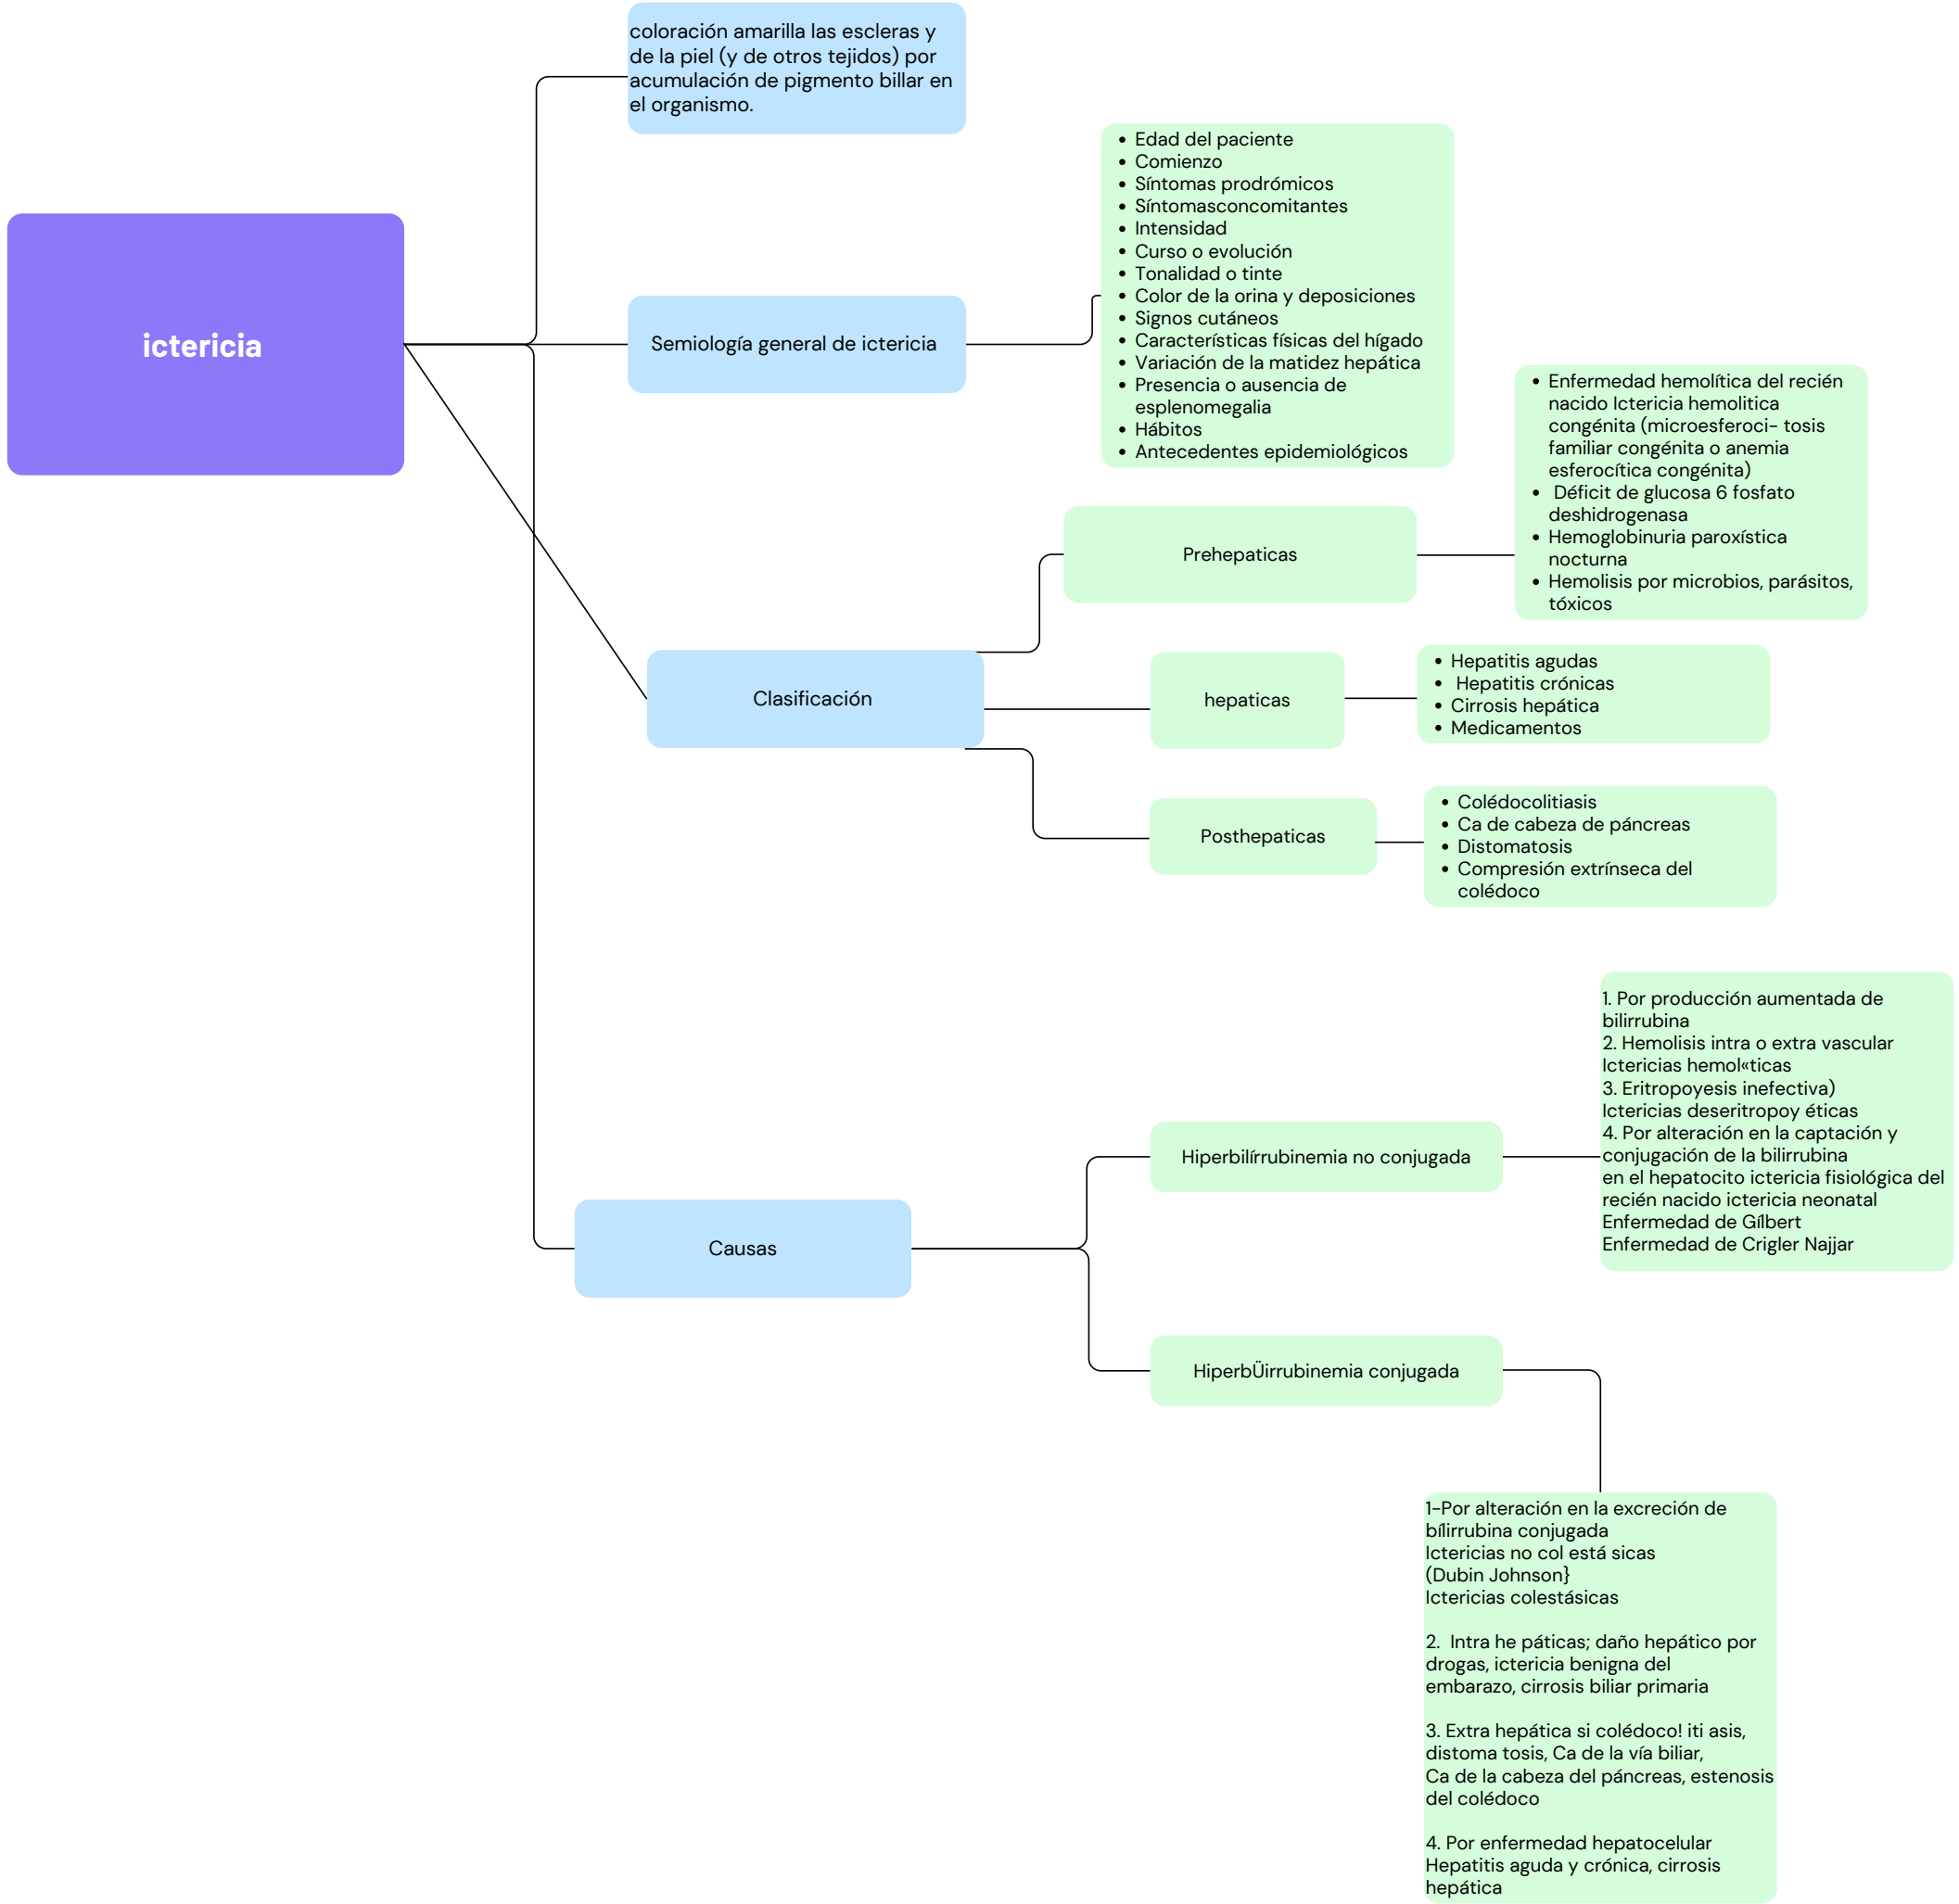 ictericia
coloración amarilla las escleras y
de la piel (y de otros tejidos) por
acumulación de pigmento billar en
el organismo.
Semiología general de ictericia
• Edad del paciente
• Comienzo
• Síntomas prodrómicos
• Síntomasconcomitantes
• Intensidad
• Curso o evolución
• Tonalidad o tinte
• Color de la orina y deposiciones
• Signos cutáneos
• Características físicas del hígado
• Variación de la matidez hepática
• Presencia o ausencia de
esplenomegalia
• Hábitos
• Antecedentes epidemiológicos
Clasificación
Prehepaticas
• Enfermedad hemolítica del recién
nacido Ictericia hemolitica
congénita (microesferoci- tosis
familiar congénita o anemia
esferocítica congénita)
• Déficit de glucosa 6 fosfato
deshidrogenasa
• Hemoglobinuria paroxística
nocturna
• Hemolisis por microbios, parásitos,
tóxicos
hepaticas
• Hepatitis agudas
• Hepatitis crónicas
• Cirrosis hepática
• Medicamentos
Posthepaticas
• Colédocolitiasis
• Ca de cabeza de páncreas
• Distomatosis
• Compresión extrínseca del
colédoco
Causas
Hiperbilírrubinemia no conjugada
1. Por producción aumentada de
bilirrubina
2. Hemolisis intra o extra vascular
Ictericias hemol«ticas
3. Eritropoyesis inefectiva)
Ictericias deseritropoy éticas
4. Por alteración en la captación y
conjugación de la bilirrubina
en el hepatocito ictericia fisiológica del
recién nacido ictericia neonatal
Enfermedad de Gílbert
Enfermedad de Crigler Najjar
HiperbÜirrubinemia conjugada
1-Por alteración en la excreción de
bílirrubina conjugada
Ictericias no col está sicas
(Dubin Johnson}
Ictericias colestásicas
2. Intra he páticas; daño hepático por
drogas, ictericia benigna del
embarazo, cirrosis biliar primaria
3. Extra hepática si colédoco! iti asis,
distoma tosis, Ca de la vía biliar,
Ca de la cabeza del páncreas, estenosis
del colédoco
4. Por enfermedad hepatocelular
Hepatitis aguda y crónica, cirrosis
hepática